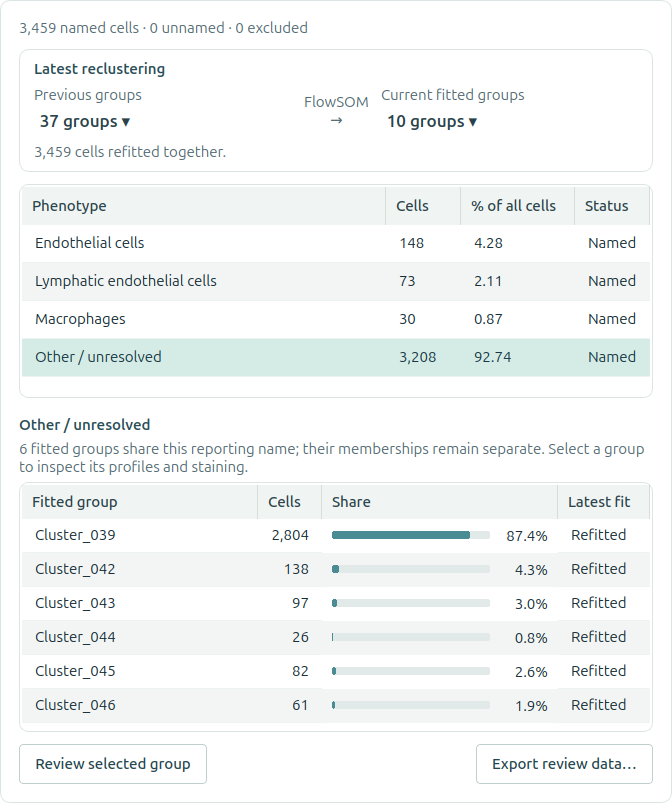 3,459 named cells · 0 unnamed · 0 excluded
Latest reclustering
Previous groups
FlowSOM
Current fitted groups
37 groups ▾
→
10 groups ▾
3,459 cells refitted together.
Phenotype Cells % of all cells Status
Endothelial cells 148 4.28 Named
Lymphatic endothelial cells 73 2.11 Named
Macrophages 30 0.87 Named
Other / unresolved 3,208 92.74 Named
Other / unresolved
6 fitted groups share this reporting name; their memberships remain separate. Select a group
to inspect its profiles and staining.
Fitted group Cells Share Latest fit
Cluster_039 2,804 87.4% Refitted
Cluster_042 138 4.3% Refitted
Cluster_043 97 3.0% Refitted
Cluster_044 26 0.8% Refitted
Cluster_045 82 2.6% Refitted
Cluster_046 61 1.9% Refitted
Review selected group
Export review data...